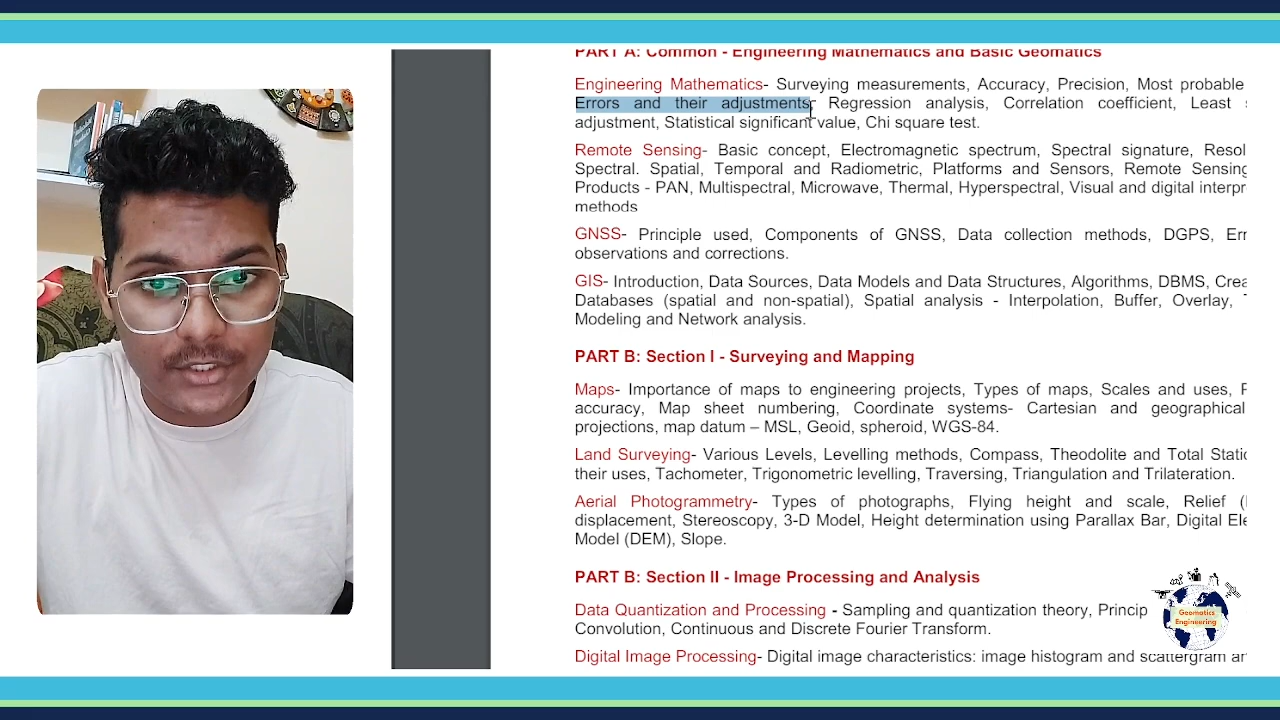 PART A: Common - Engineering Mathematics and Basic Geomatics
Engineering Mathematics- Surveying measurements, Accuracy, Precision, Most probable
Errors and their adjustments, Regression analysis, Correlation coefficient, Least
adjustment, Statistical significant value, Chi square test.
Remote Sensing- Basic concept, Electromagnetic spectrum, Spectral signature, Resol
Spectral. Spatial, Temporal and Radiometric, Platforms and Sensors, Remote Sensing
Products - PAN, Multispectral, Microwave, Thermal, Hyperspectral, Visual and digital interpr
methods
GNSS- Principle used, Components of GNSS, Data collection methods, DGPS, Err
observations and corrections.
GIS- Introduction, Data Sources, Data Models and Data Structures, Algorithms, DBMS, Crea
Databases (spatial and non-spatial), Spatial analysis - Interpolation, Buffer, Overlay,
Modeling and Network analysis.
PART B: Section I - Surveying and Mapping
Maps- Importance of maps to engineering projects, Types of maps, Scales and uses,
accuracy, Map sheet numbering, Coordinate systems- Cartesian and geographical
projections, map datum – MSL, Geoid, spheroid, WGS-84.
Land Surveying- Various Levels, Levelling methods, Compass, Theodolite and Total Static
their uses, Tachometer, Trigonometric levelling, Traversing, Triangulation and Trilateration.
Aerial Photogrammetry- Types of photographs, Flying height and scale, Relief
displacement, Stereoscopy, 3-D Model, Height determination using Parallax Bar, Digital Ele
Model (DEM), Slope.
PART B: Section II - Image Processing and Analysis
Data Quantization and Processing - Sampling and quantization theory, Princip
Convolution, Continuous and Discrete Fourier Transform.
Digital Image Processing- Digital image characteristics: image histogram and scattergram
Geomatics
Engineering